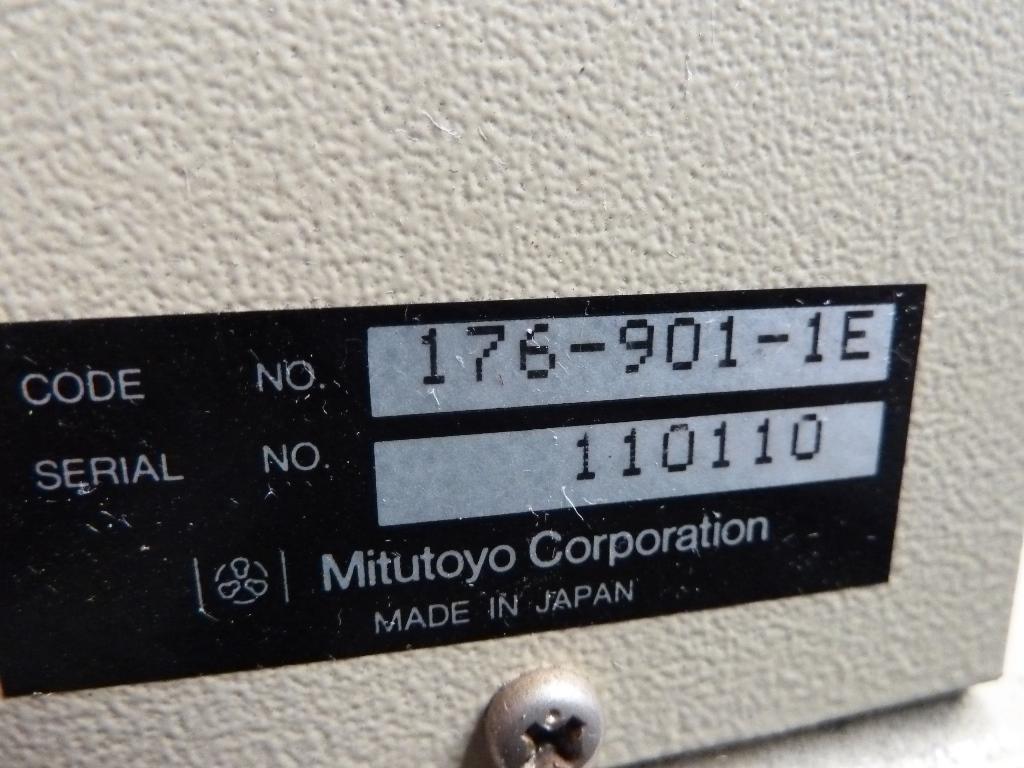 CODE NO. 176-901-1E
SERIAL NO. 110110
Mitutoyo Corporation
MADE IN JAPAN